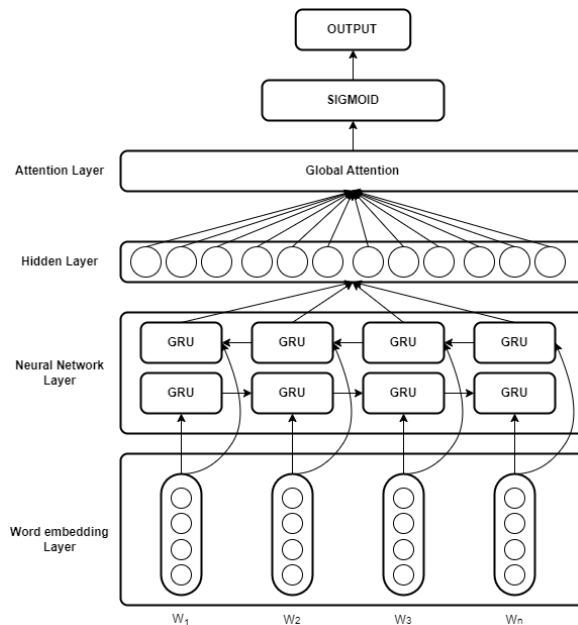 OUTPUT
SIGMOID
Attention Layer
Global Attention
Hidden Layer
GRU GRU GRU GRU
Neural Network
Layer
GRU GRU GRU GRU
Word embedding
Layer
W1 W2 W3 Wn